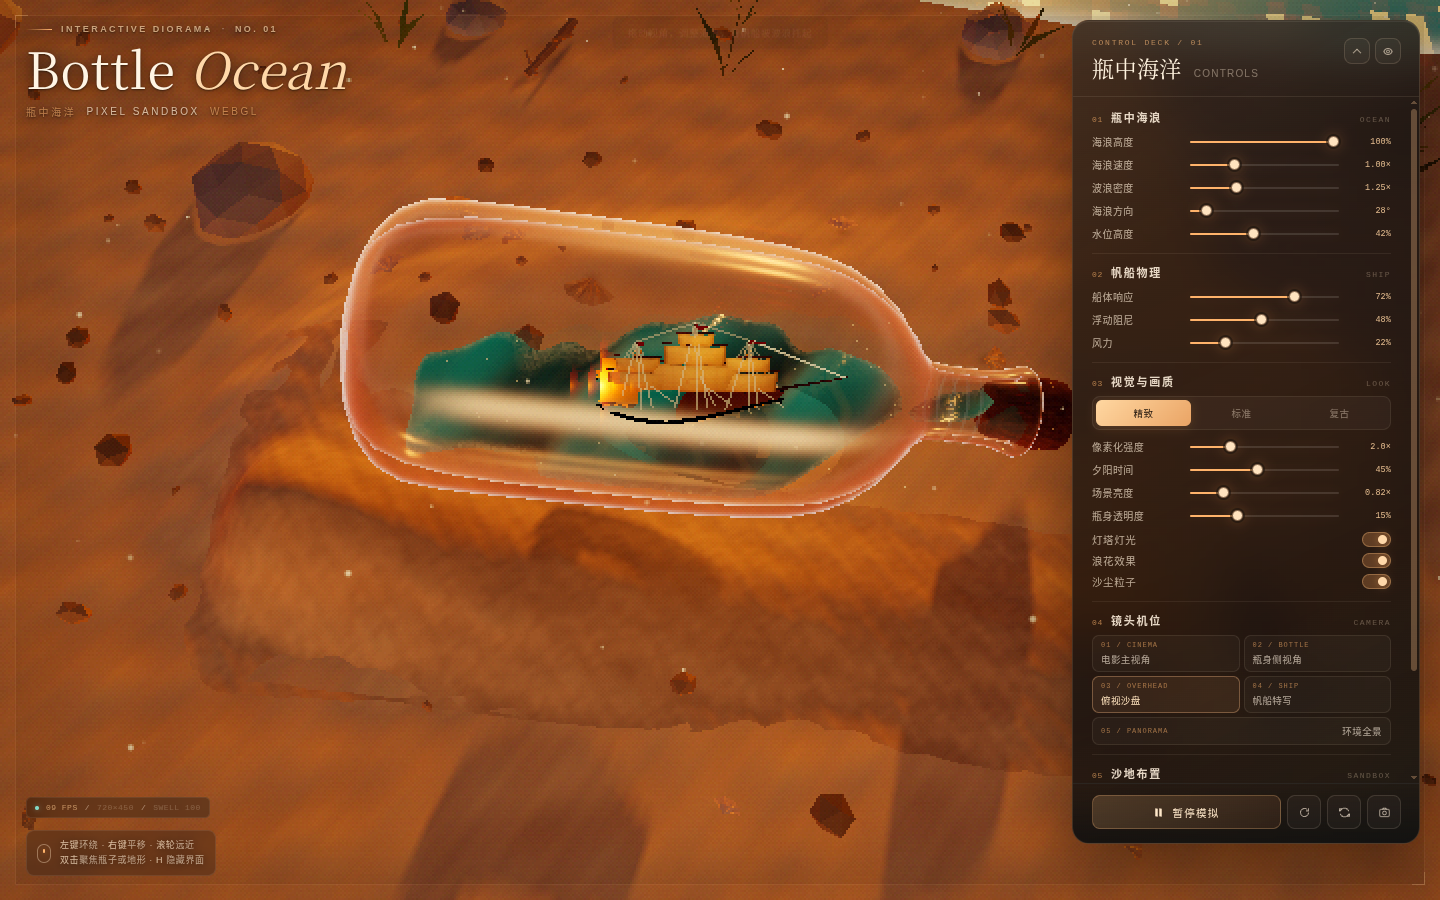 INTERACTIVE DIORAMA · NO. 01
Bottle Ocean
瓶中海洋 PIXEL SANDBOX WEBGL
CONTROL DECK / 01
瓶中海洋 CONTROLS
01 瓶中海浪 OCEAN
海浪高度 100%
海浪速度 1.00×
波浪密度 1.25×
海浪方向 28°
水位高度 42%
02 帆船物理 SHIP
船体响应 72%
浮动阻尼 48%
风力 22%
03 视觉与画质 LOOK
精致 标准 复古
像素化强度 2.0×
夕阳时间 45%
场景亮度 0.82×
瓶身透明度 15%
灯塔灯光
浪花效果
沙尘粒子
04 镜头机位 CAMERA
01 / CINEMA
电影主视角
02 / BOTTLE
瓶身侧视角
03 / OVERHEAD
俯视沙盘
04 / SHIP
帆船特写
05 / PANORAMA 环境全景
05 沙地布置 SANDBOX
暂停模拟
09 FPS / 720×450 / SWELL 100
左键环绕 · 右键平移 · 滚轮远近
双击聚焦瓶子或地形 · H 隐藏界面